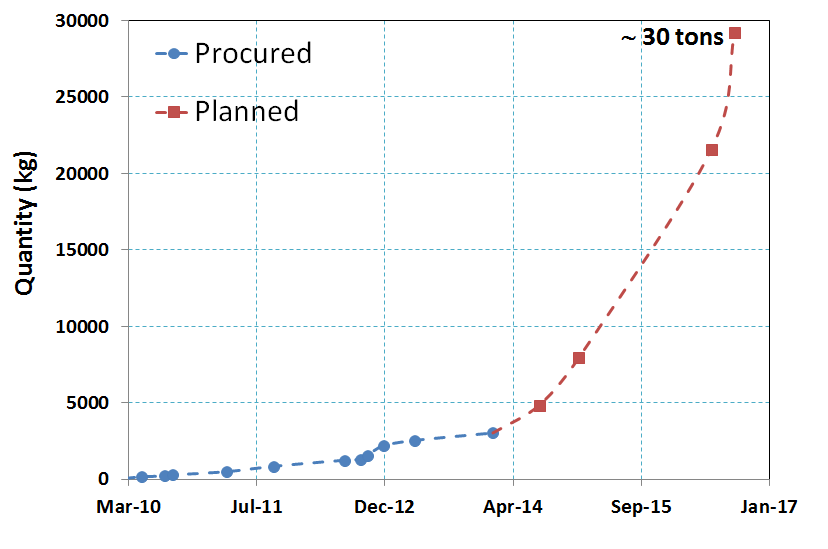 30000
~ 30 tons
Procured
25000
Planned
20000
Quantity (kg)
15000
10000
5000
0
Mar-10 Jul-11 Dec-12 Apr-14 Sep-15 Jan-17